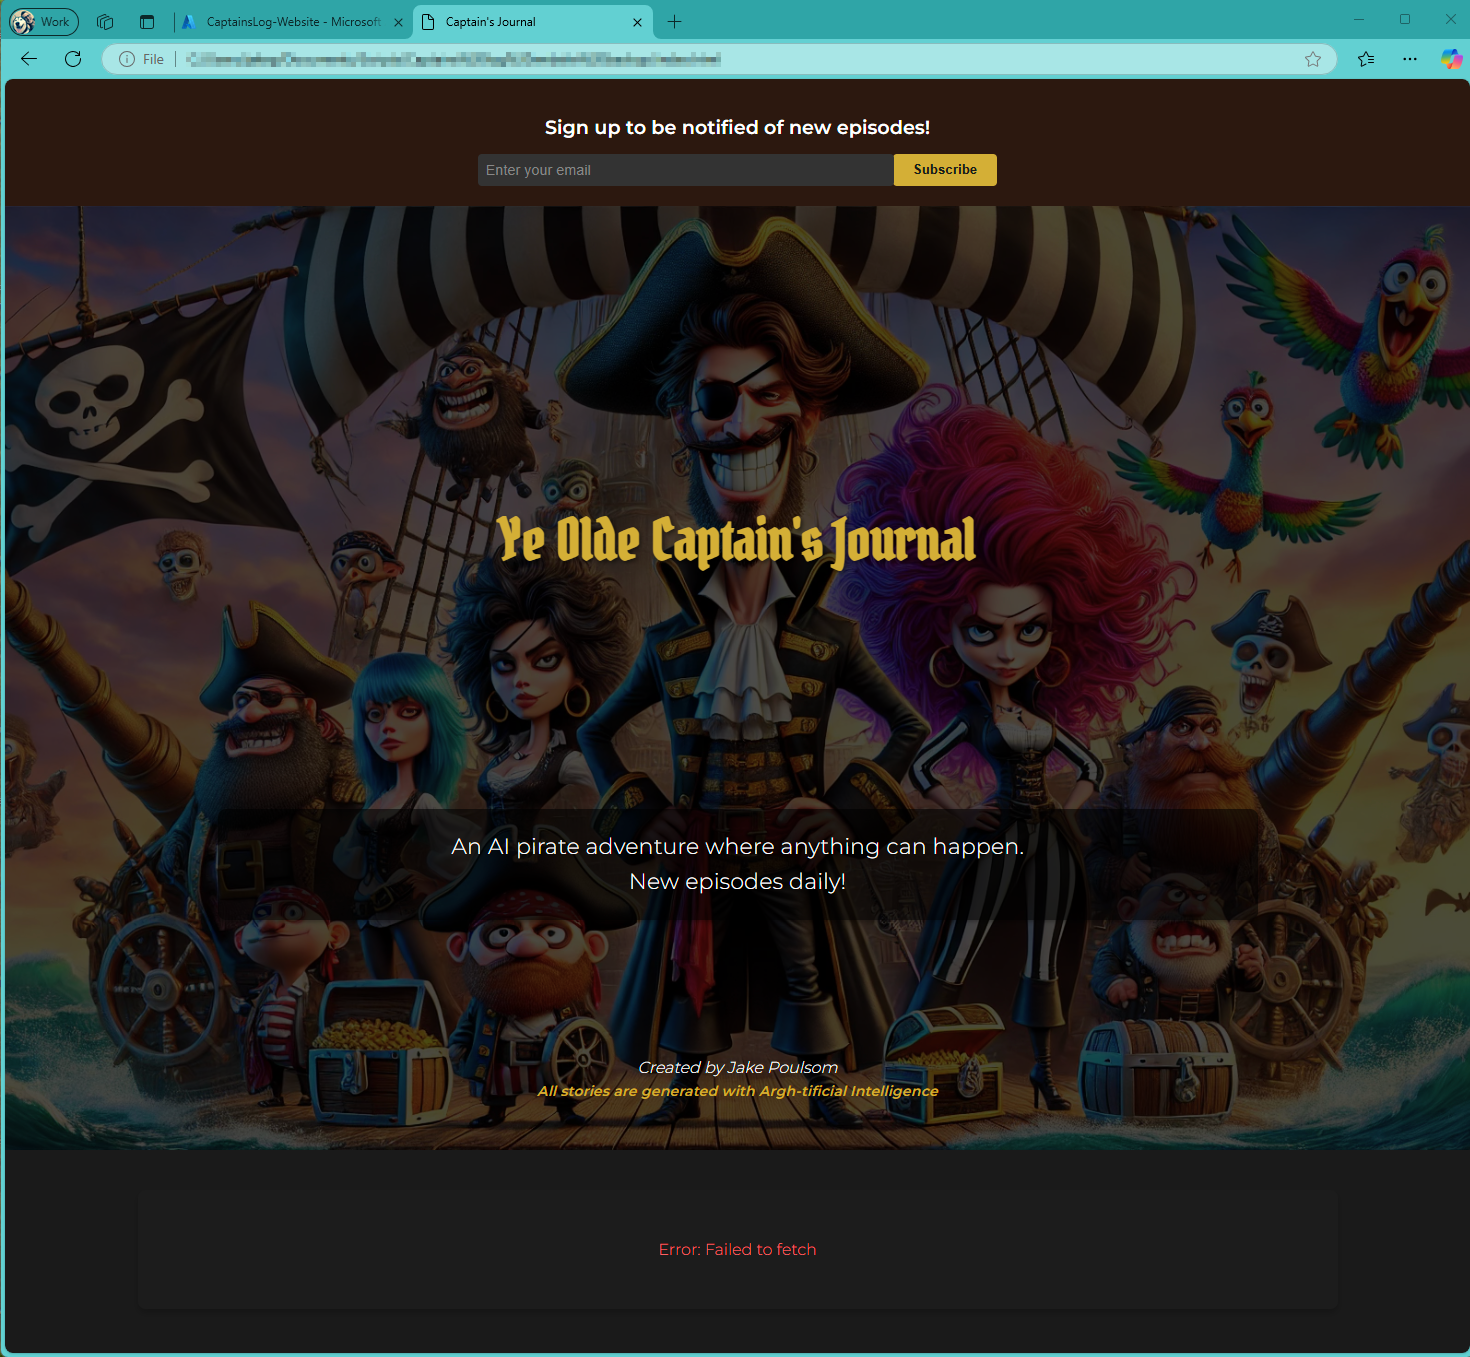 Work
CaptainsLog-Website - Microsoft
Captain's Journal
File
Sign up to be notified of new episodes!
Enter your email
Subscribe
Ye Olde Captain's Journal
An AI pirate adventure where anything can happen.
New episodes daily!
Created by Jake Poulsom
All stories are generated with Argh-tificial Intelligence
Error: Failed to fetch